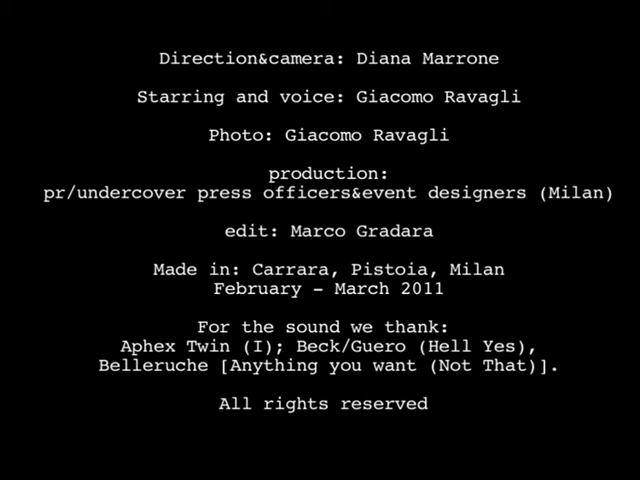 Direction&camera: Diana Marrone
Starring and voice: Giacomo Ravagli
Photo: Giacomo Ravagli
production:
pr/undercover press officers&event designers (Milan)
edit: Marco Gradara
Made in: Carrara, Pistoia, Milan
February - March 2011
For the sound we thank:
Aphex Twin (I); Beck/Guero (Hell Yes),
Belleruche [Anything you want (Not That)].
All rights reserved